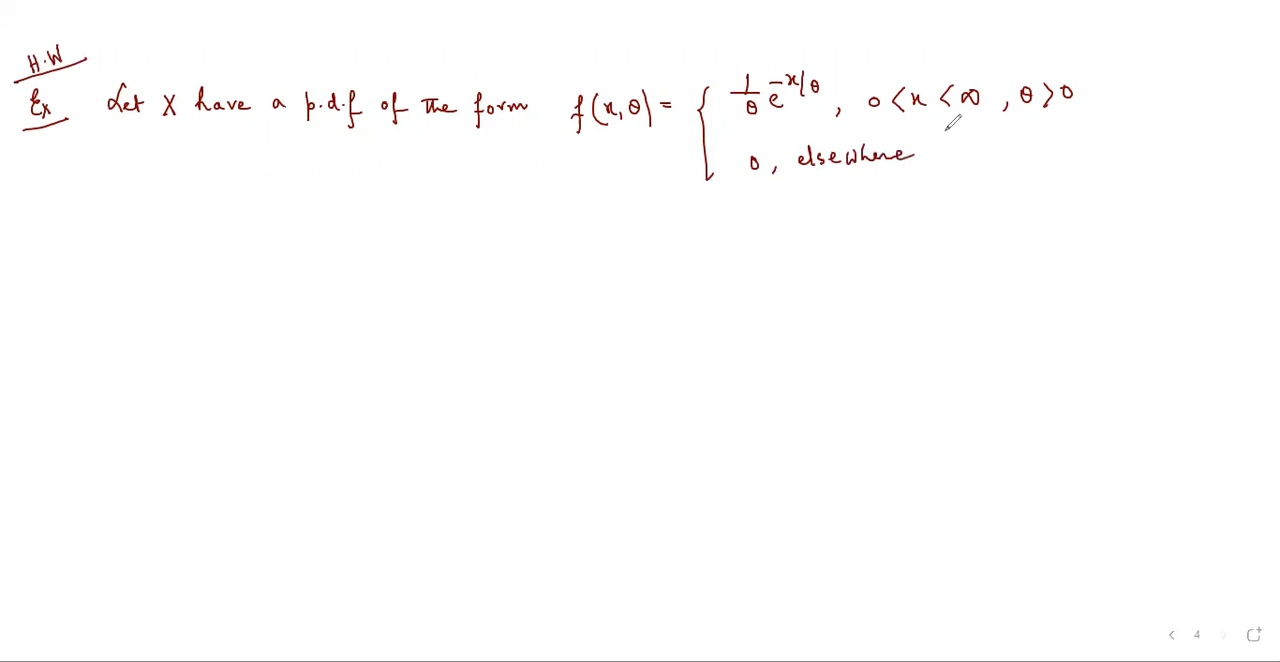 H.W
Ex Let X have a p.d.f of the form f(x,θ) = { 1/θ e^{-x/θ} , 0 < x < ∞ , θ > 0
0, elsewhere
4